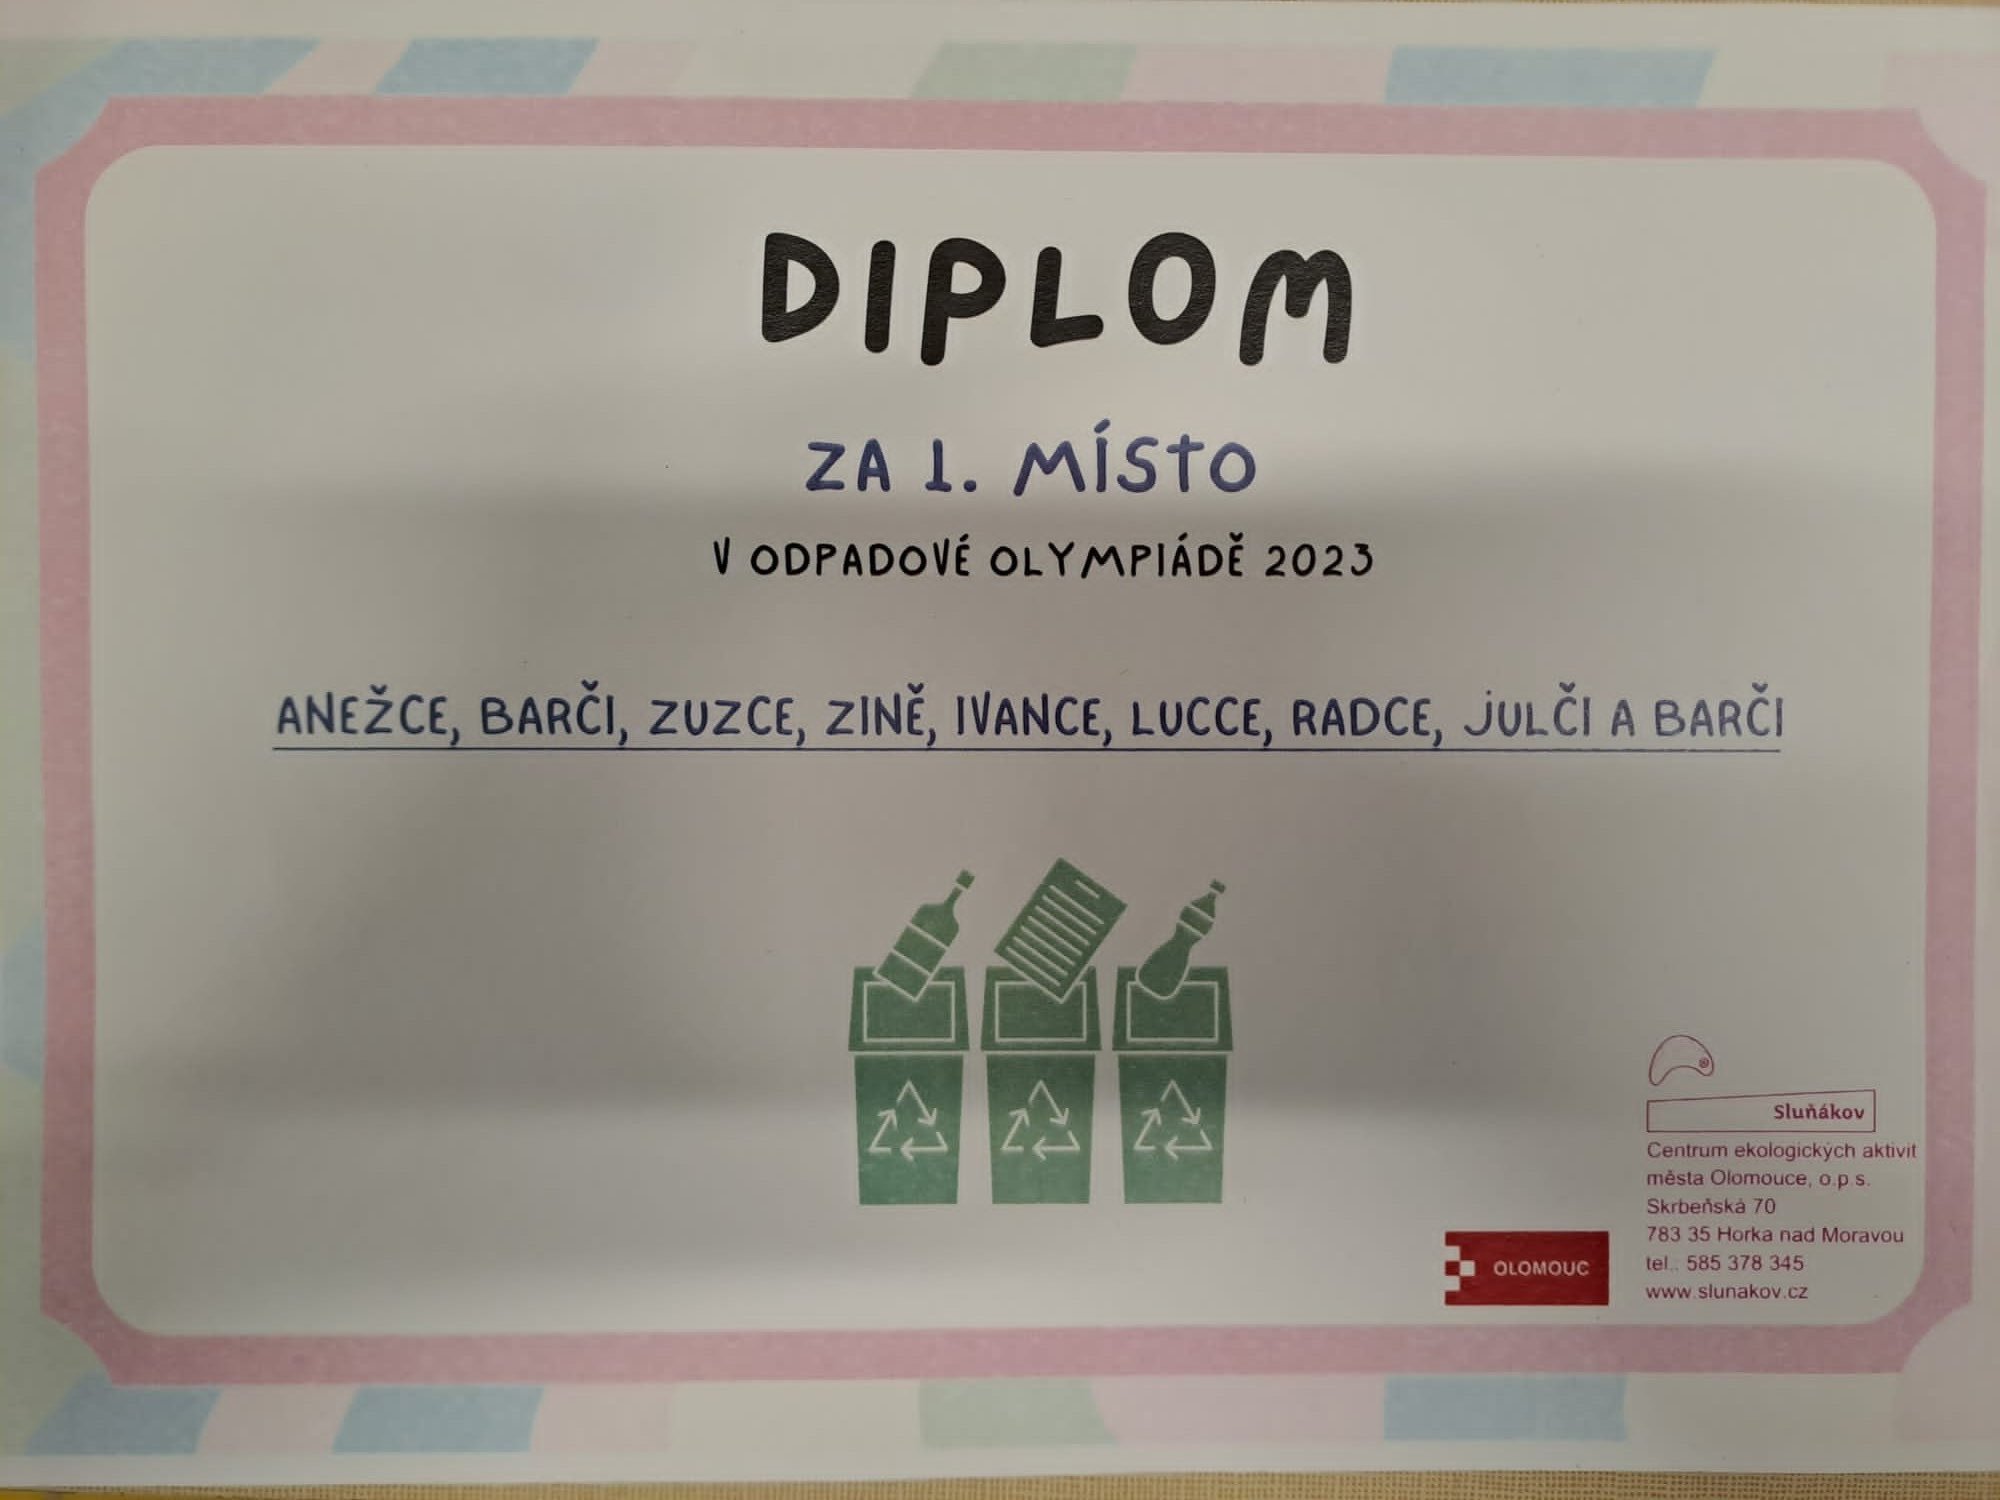 DIPLOM
ZA 1. MÍSTO
V ODPADOVÉ OLYMPIÁDĚ 2023
ANEŽCE, BARČI, ZUZCE, ZINĚ, IVANCE, LUCCE, RADCE, JULČI A BARČI
Sluňákov
Centrum ekologických aktivit
města Olomouce, o.p.s.
Skrbeňská 70
783 35 Horka nad Moravou
tel.: 585 378 345
www.slunakov.cz
OLOMOUC